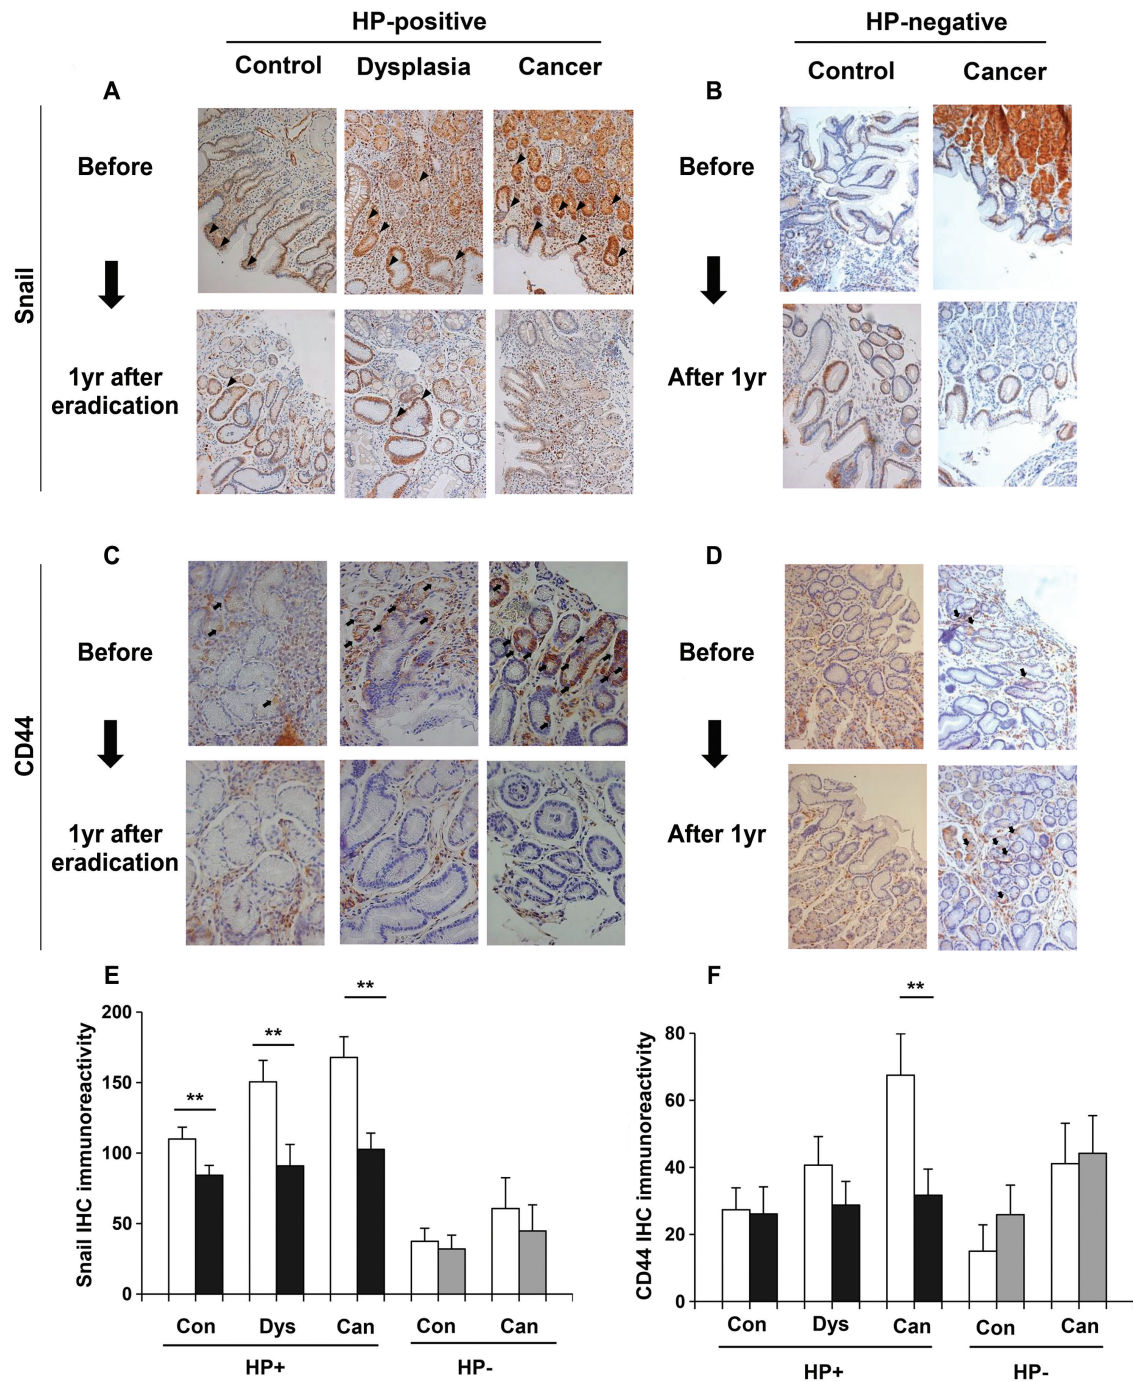 HP-positive
HP-negative
Control Dysplasia Cancer
Control Cancer
A
B
Snail
Before
Before
1yr after
eradication
After 1yr
C
D
CD44
Before
Before
1yr after
eradication
After 1yr
E
Snail IHC immunoreactivity
200
150
100
50
0
**
**
**
Con Dys Can Con Can
HP+ HP-
F
CD44 IHC immunoreactivity
80
60
40
20
0
**
Con Dys Can Con Can
HP+ HP-